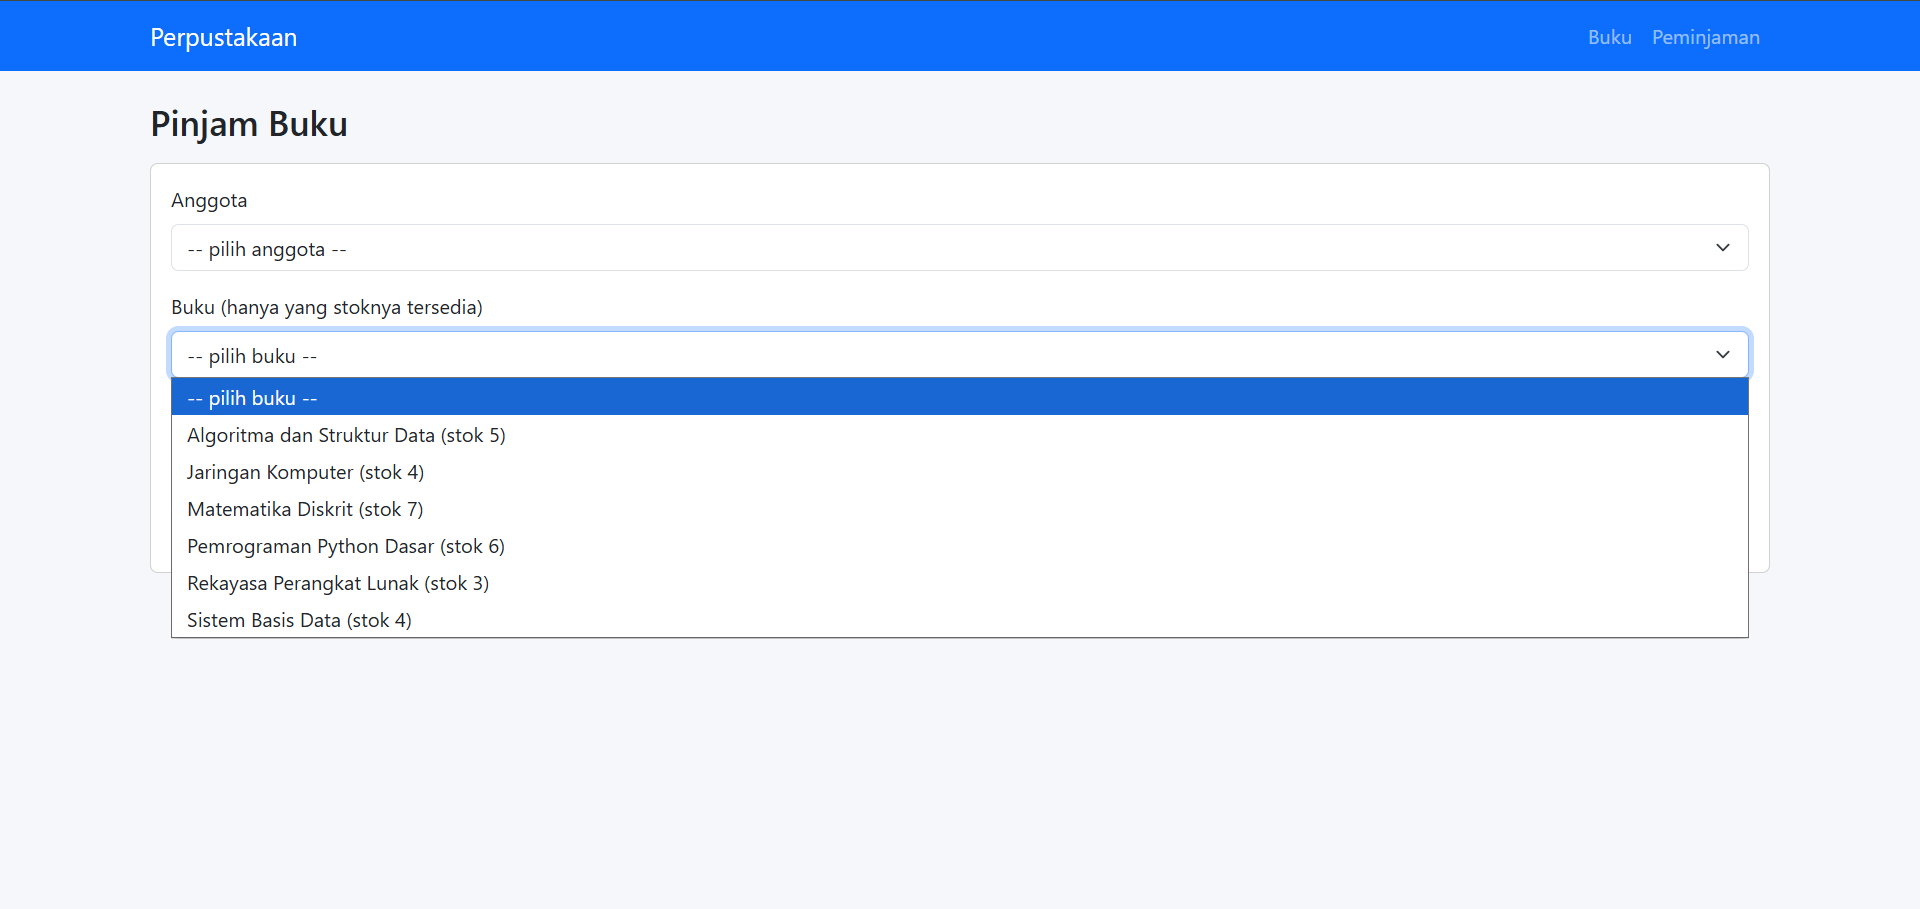 Perpustakaan
Buku Peminjaman
Pinjam Buku
Anggota
-- pilih anggota --
Buku (hanya yang stoknya tersedia)
-- pilih buku --
-- pilih buku --
Algoritma dan Struktur Data (stok 5)
Jaringan Komputer (stok 4)
Matematika Diskrit (stok 7)
Pemrograman Python Dasar (stok 6)
Rekayasa Perangkat Lunak (stok 3)
Sistem Basis Data (stok 4)